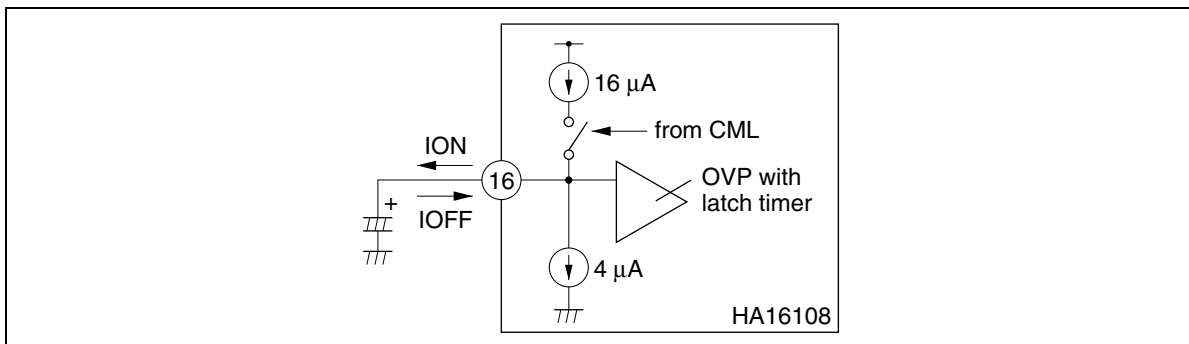 16 μA
from CML
ION
16
+
IOFF
OVP with
latch timer
4 μA
HA16108